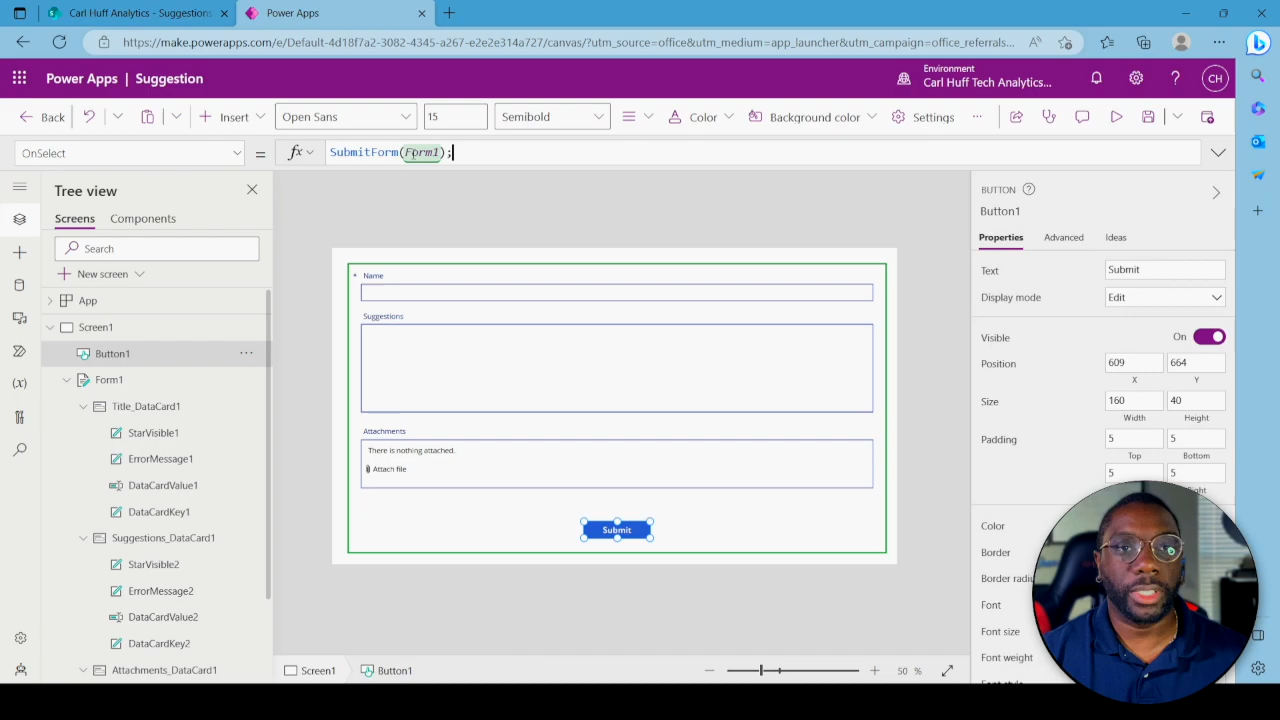 Carl Huff Analytics - Suggestions
Power Apps
https://make.powerapps.com/e/Default-4d18f7a2-3082-4345-a267-e2e2e314a727/canvas/?utm_source=office&utm_medium=app_launcher&utm_campaign=office_referrals...
Power Apps | Suggestion
Environment
Carl Huff Tech Analytics...
CH
Back
Insert
Open Sans
15
Semibold
Color
Background color
Settings
OnSelect
=
fx
SubmitForm(Form1);
Tree view
Screens
Components
Search
New screen
App
Screen1
Button1
Form1
Title_DataCard1
StarVisible1
ErrorMessage1
DataCardValue1
DataCardKey1
Suggestions_DataCard1
StarVisible2
ErrorMessage2
DataCardValue2
DataCardKey2
Attachments_DataCard1
* Name
Suggestions
Attachments
There is nothing attached.
Attach file
Submit
Screen1
Button1
50 %
BUTTON
Button1
Properties
Advanced
Ideas
Text
Submit
Display mode
Edit
Visible
On
Position
609
664
X
Y
Size
160
40
Width
Height
Padding
5
5
Top
Bottom
5
5
Color
Border
Border radi
Font
Font size
Font weight